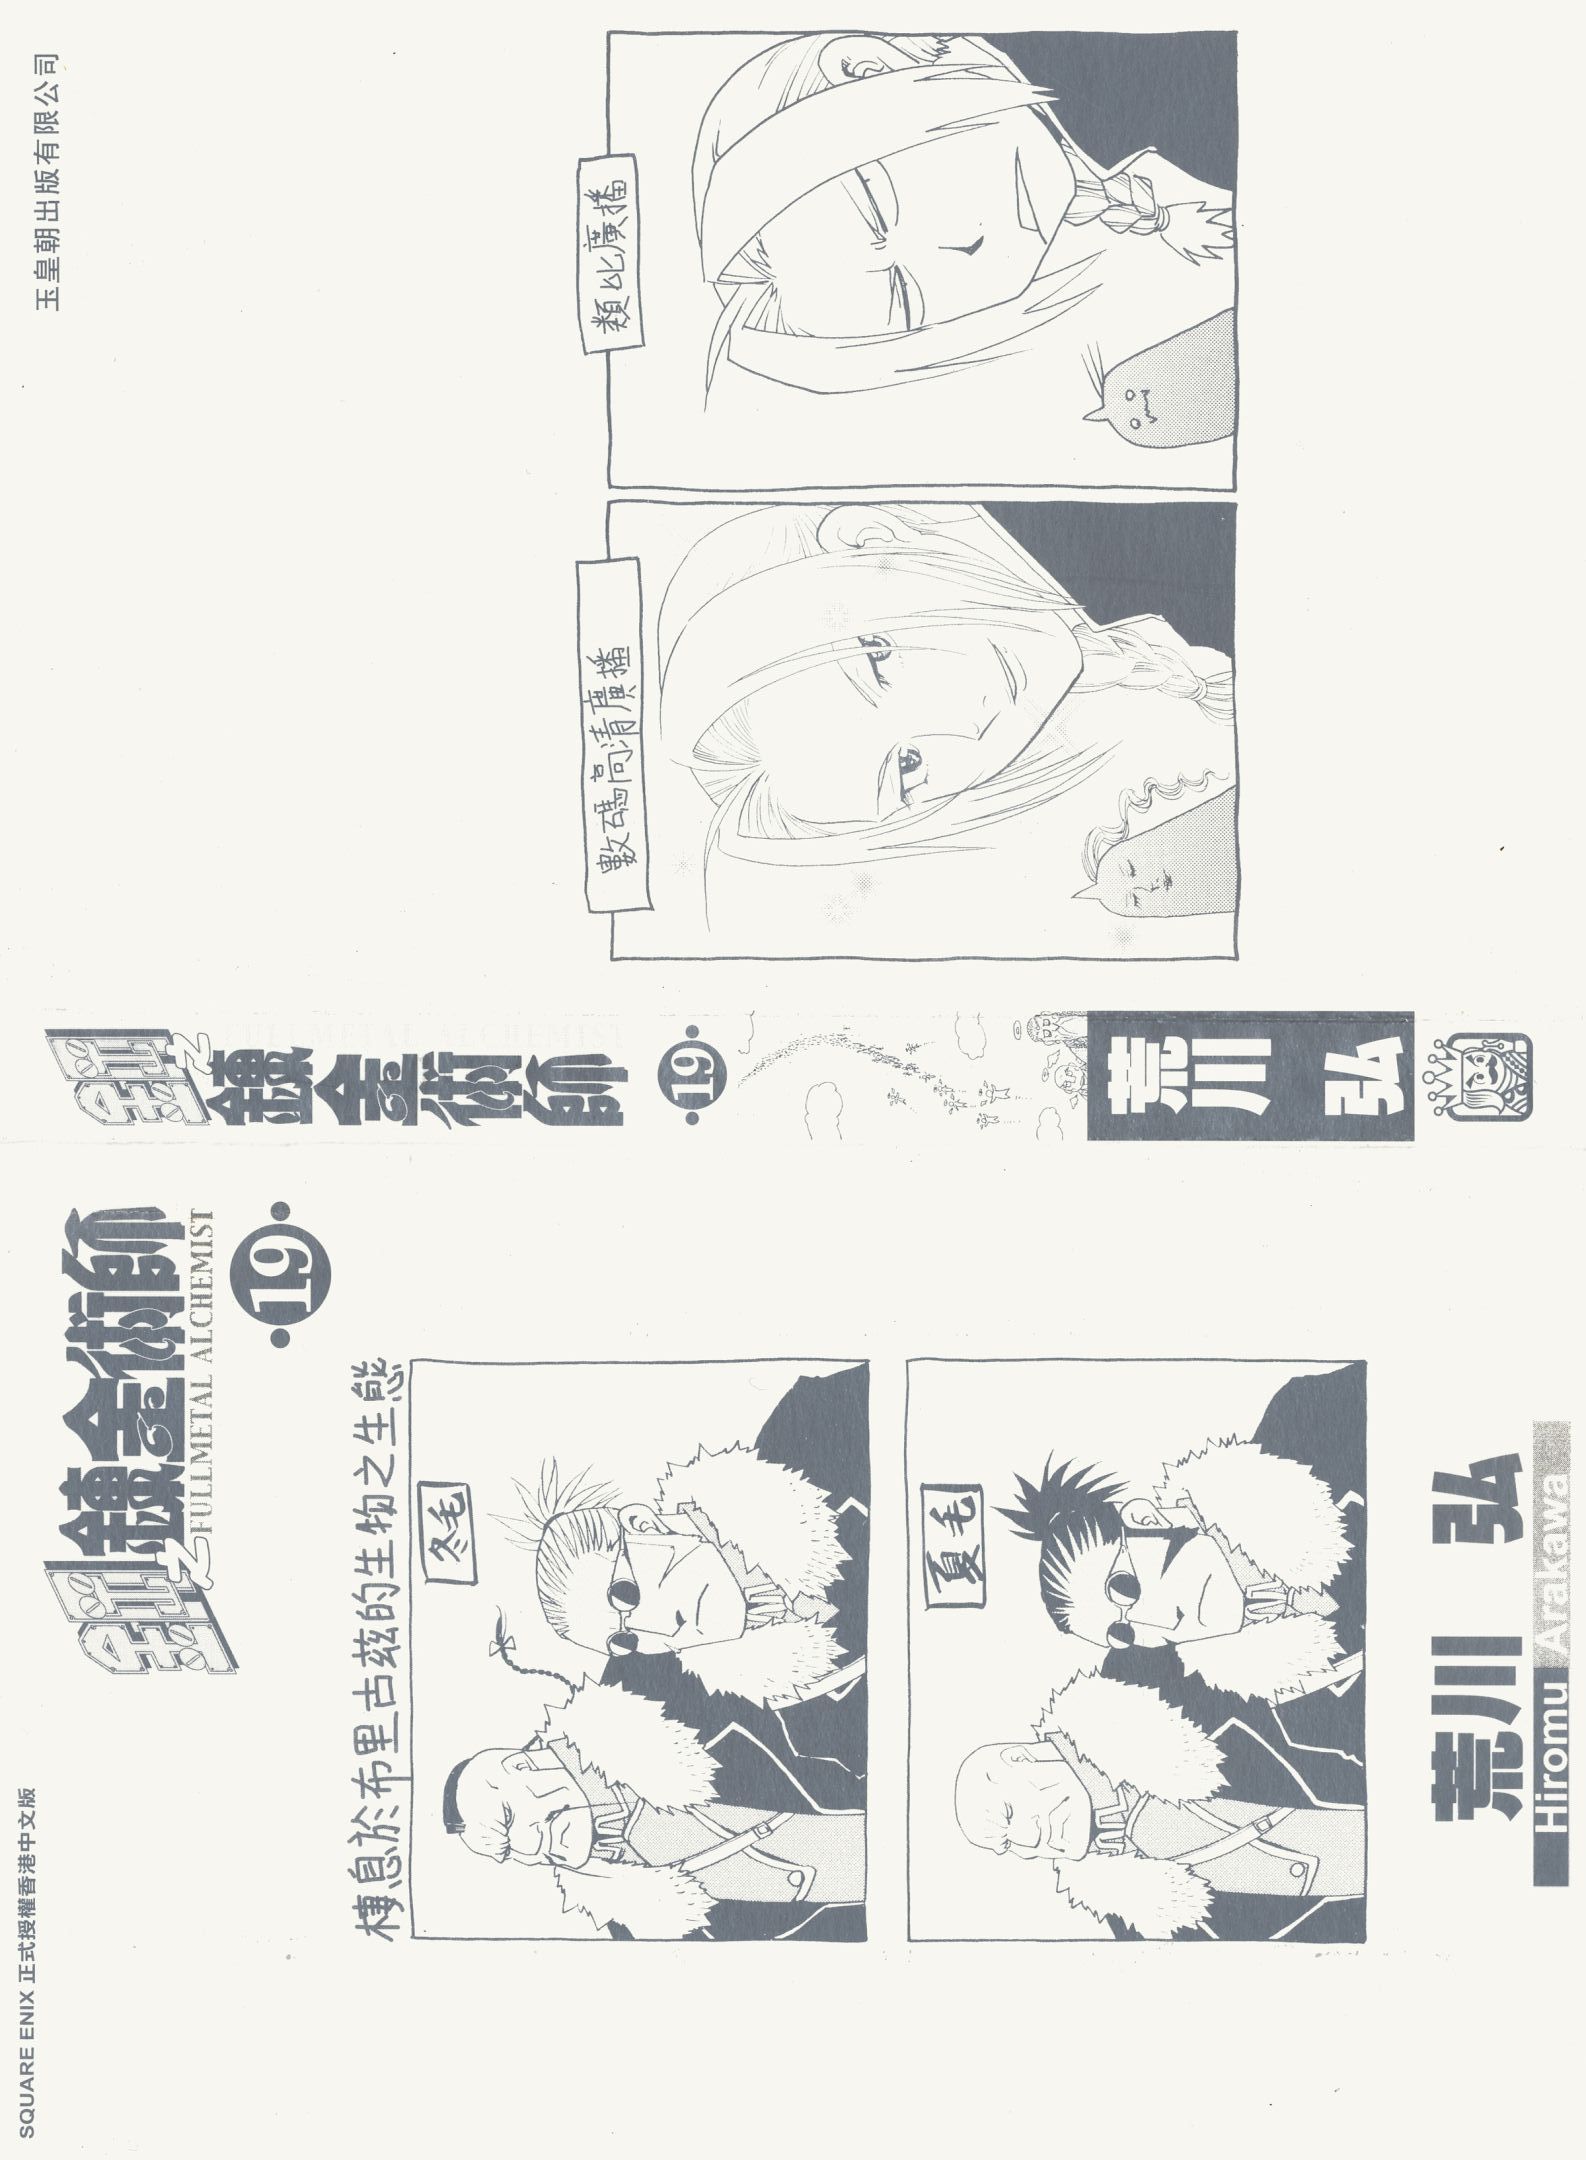 玉皇朝出版有限公司
類比廣播
數碼高清廣播
鋼之鍊金術師
FULLMETAL ALCHEMIST
19
荒川 弘
鋼之鍊金術師
FULLMETAL ALCHEMIST
19
棲息於布里古茲的生物之生態
冬毛
夏毛
荒川 弘
Hiromu Arakawa
SQUARE ENIX 正式授權香港中文版